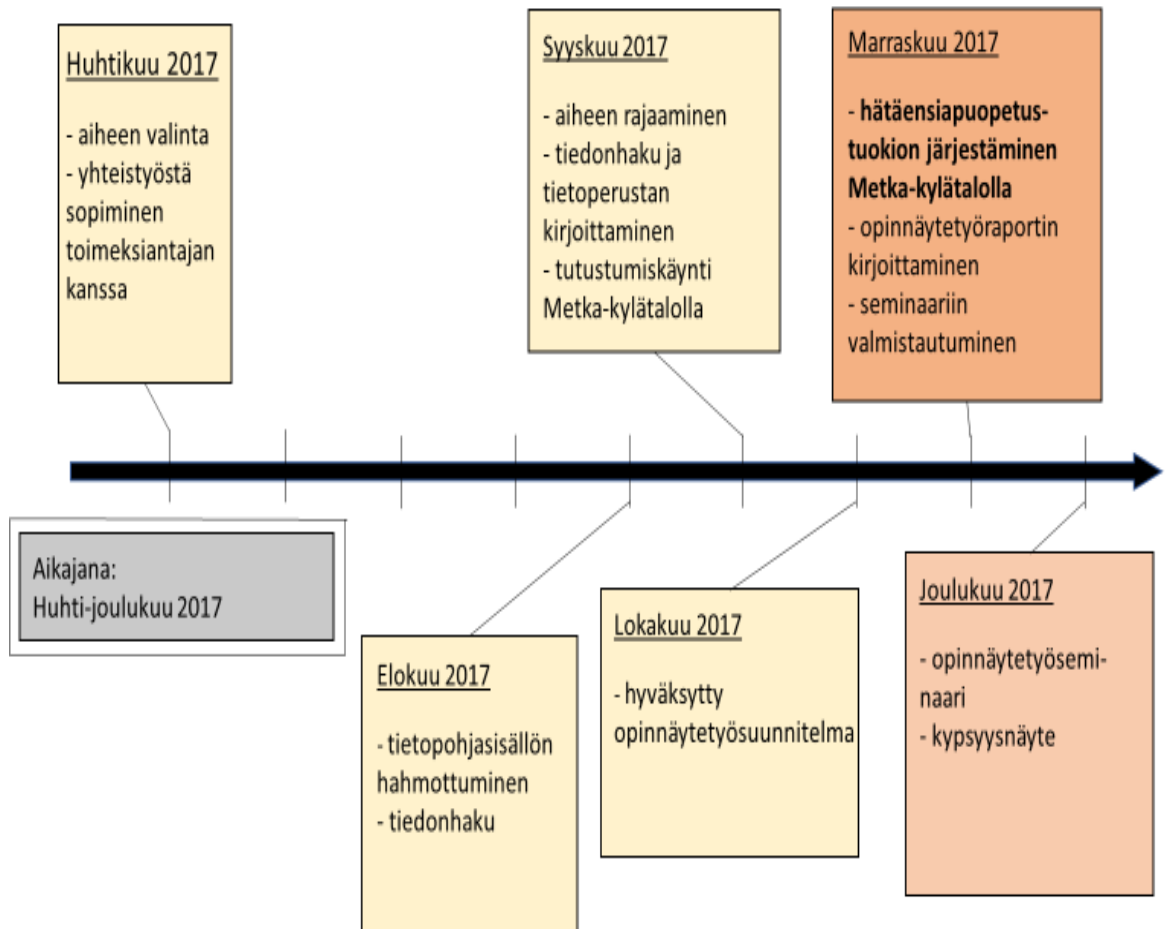 Huhtikuu 2017
- aiheen valinta
- yhteistyöstä
sopiminen
toimeksiantajan
kanssa
Syyskuu 2017
- aiheen rajaaminen
- tiedonhaku ja
tietoperustan
kirjoittaminen
- tutustumiskäynti
Metka-kylätalolla
Marraskuu 2017
- hätäensiapuopetus-
tuokion järjestäminen
Metka-kylätalolla
- opinnäytetyöraportin
kirjoittaminen
- seminaariin
valmistautuminen
Aikajana:
Huhti-joulukuu 2017
Elokuu 2017
- tietopohjasisällön
hahmottuminen
- tiedonhaku
Lokakuu 2017
- hyväksytty
opinnäytetyösuunnitelma
Joulukuu 2017
- opinnäytetyösemi-
naari
- kypsyysnäyte